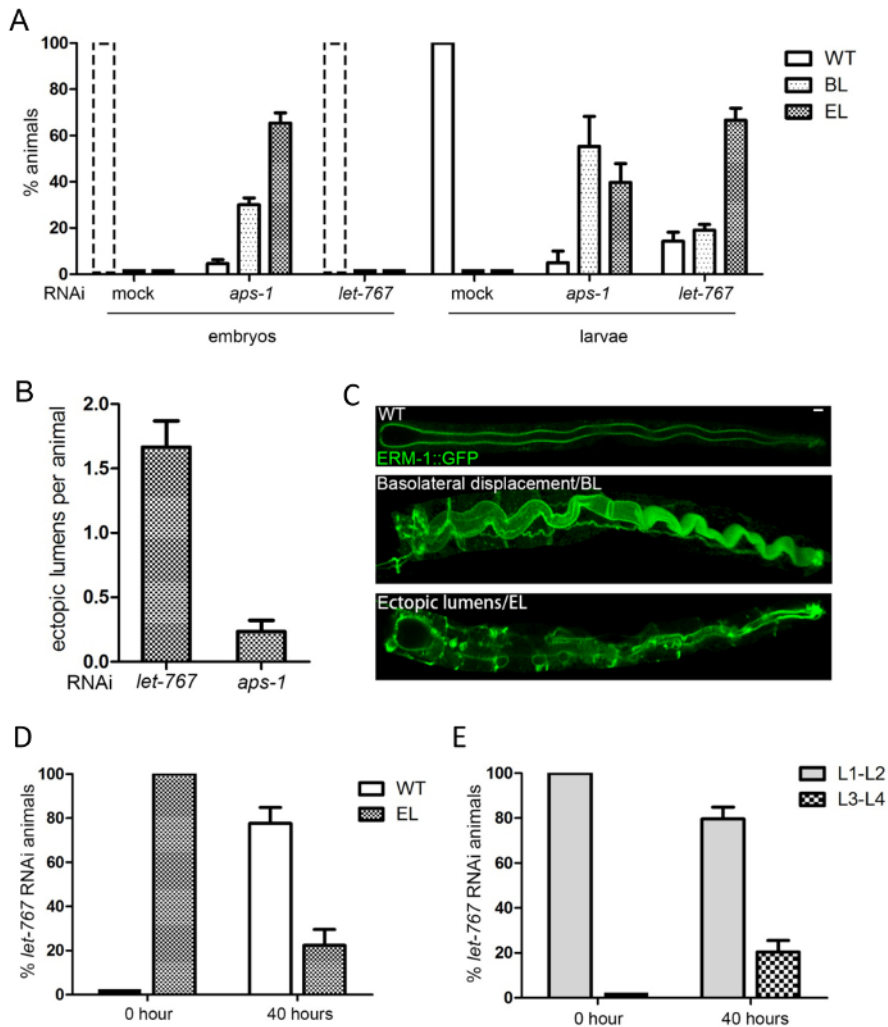 A
100
80
60
40
20
0
% animals
WT
BL
EL
RNAi mock aps-1 let-767 mock aps-1 let-767
embryos larvae
B
2.0
1.5
1.0
0.5
0.0
ectopic lumens per animal
RNAi let-767 aps-1
C
WT
ERM-1::GFP
Basolateral displacement/BL
Ectopic lumens/EL
D
100
80
60
40
20
0
% let-767 RNAi animals
WT
EL
0 hour 40 hours
E
100
80
60
40
20
0
% let-767 RNAi animals
L1-L2
L3-L4
0 hour 40 hours